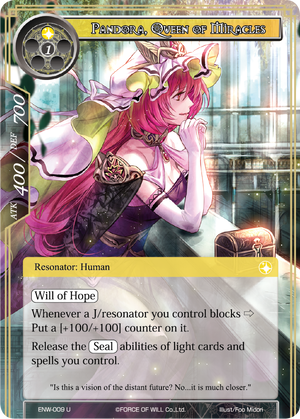 Pandora, Queen of Miracles
1
ATK 400 / DEF 700
Resonator: Human
Will of Hope
Whenever a J/resonator you control blocks ⇨
Put a [+100/+100] counter on it.
Release the Seal abilities of light cards and
spells you control.
"Is this a vision of the distant future? No...it is much closer."
ENW-009 U ©FORCE OF WILL Co.,Ltd. Illust/Foo Midori